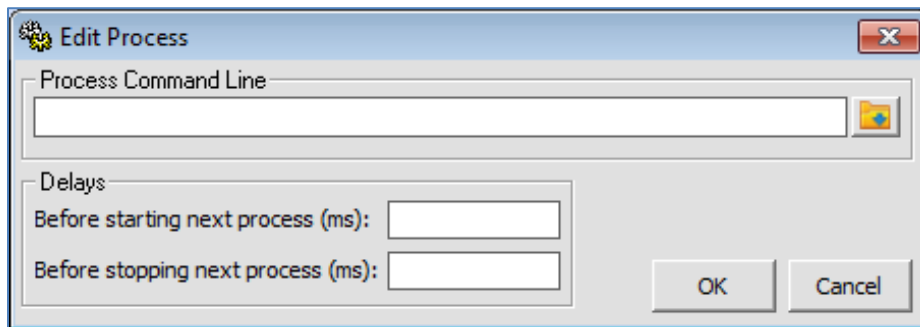 Edit Process
Process Command Line
Delays
Before starting next process (ms):
Before stopping next process (ms):
OK
Cancel